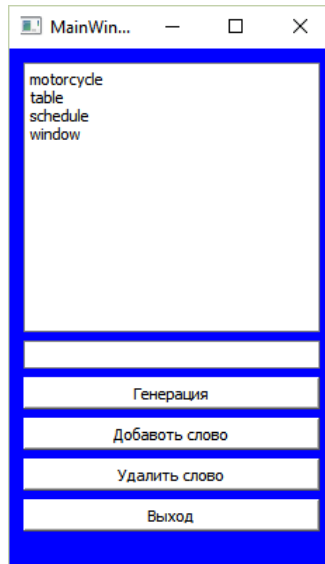 MainWin...
motorcycle
table
schedule
window
Генерация
Добавоть слово
Удалить слово
Выход